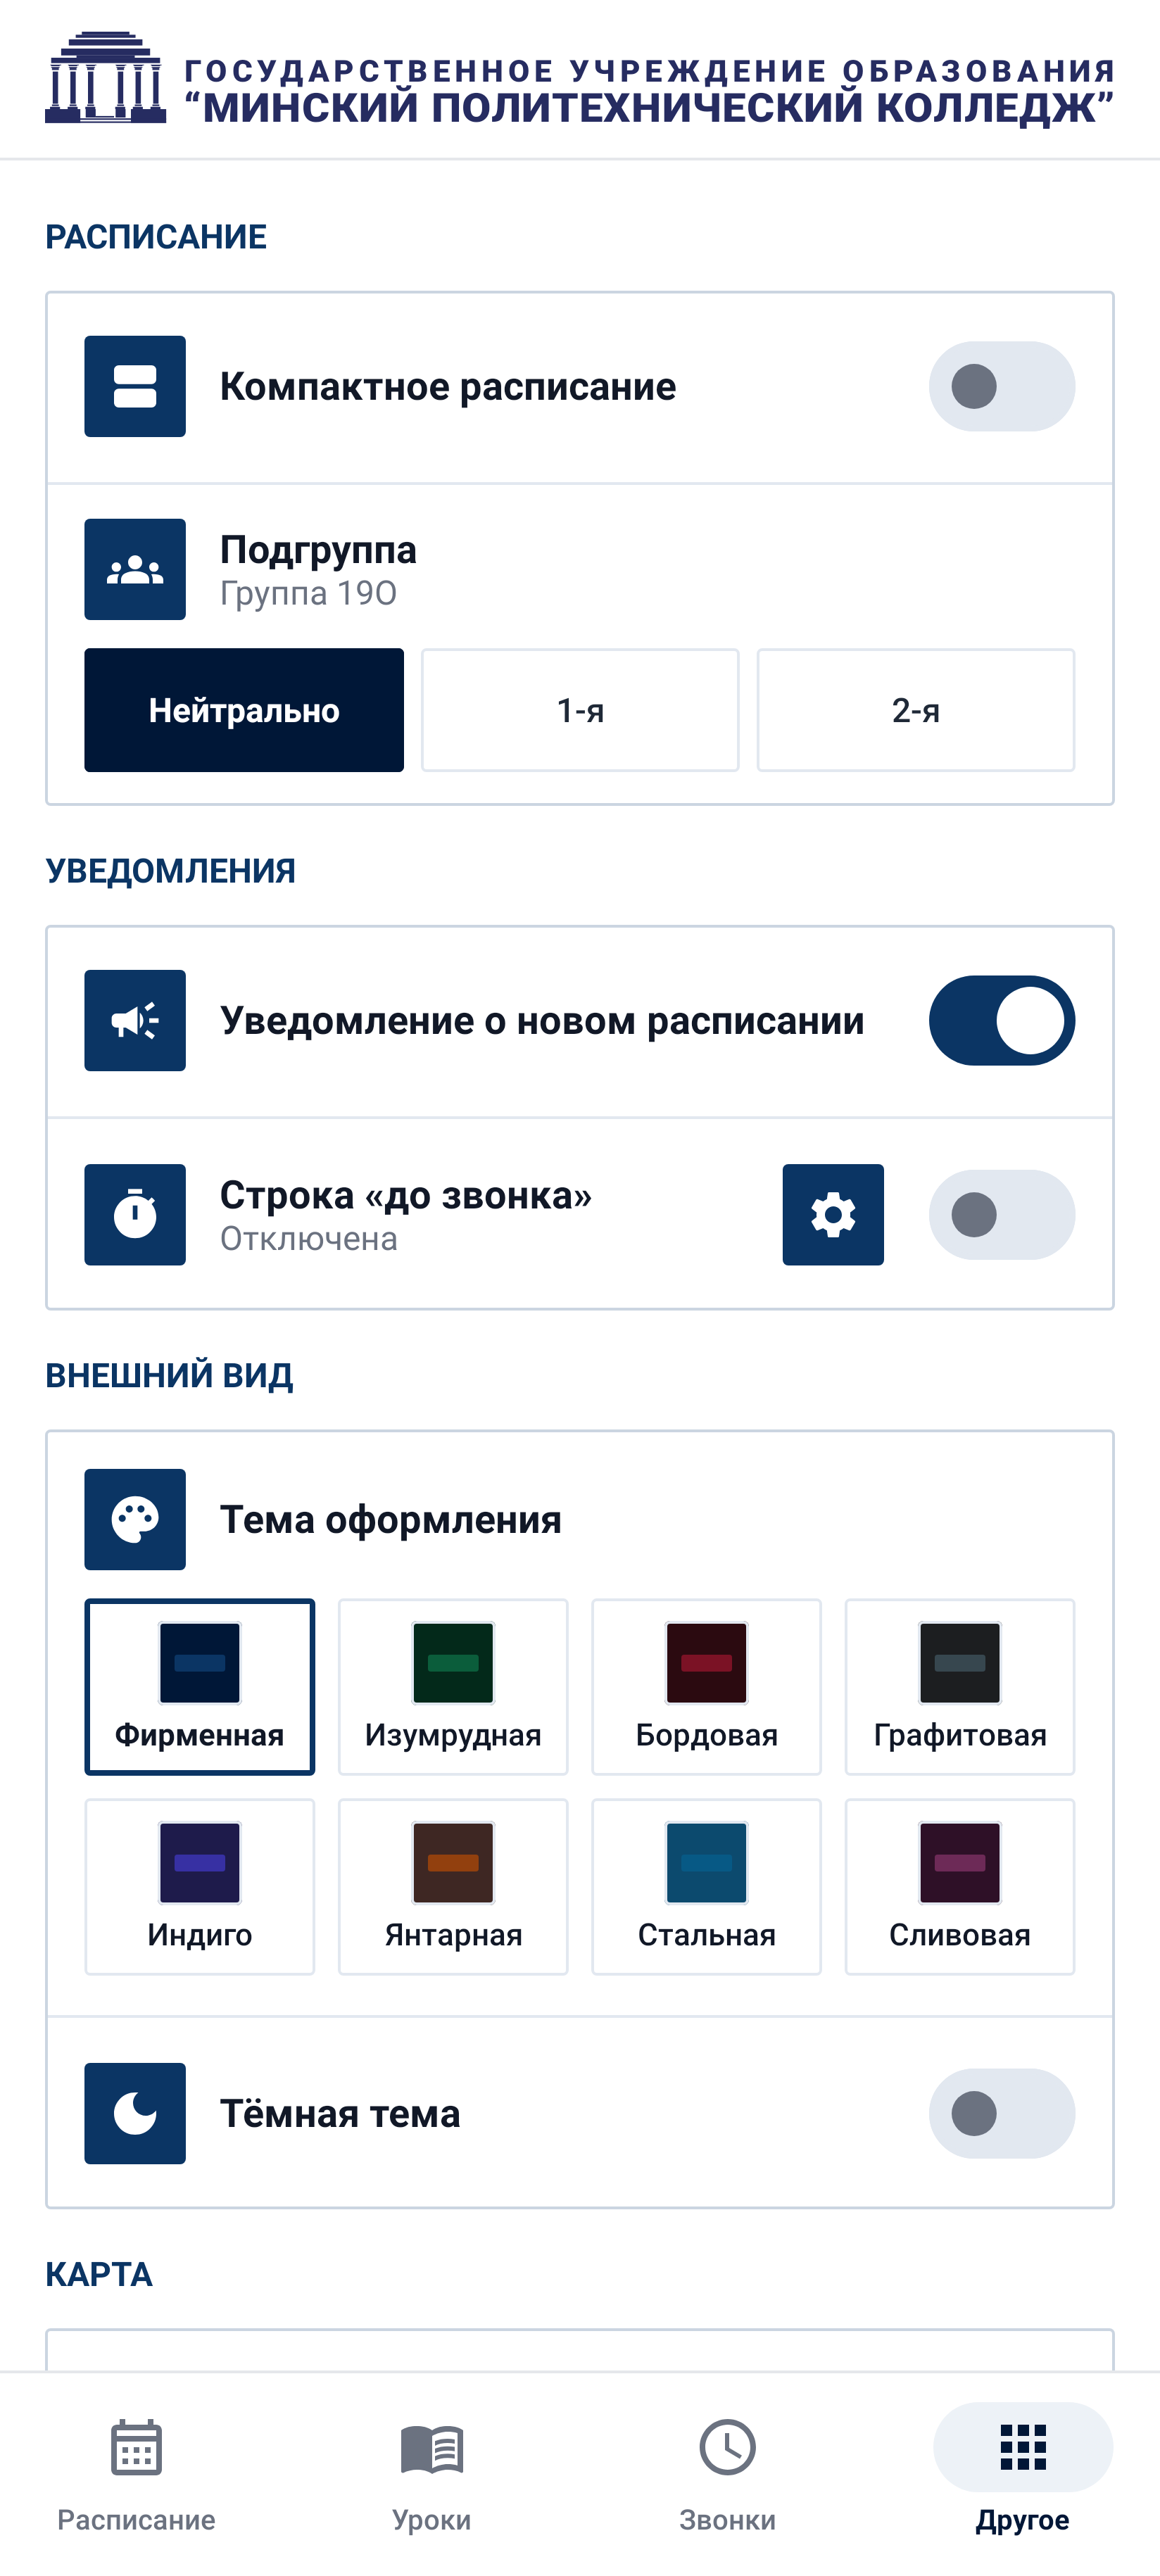 ГОСУДАРСТВЕННОЕ УЧРЕЖДЕНИЕ ОБРАЗОВАНИЯ
“МИНСКИЙ ПОЛИТЕХНИЧЕСКИЙ КОЛЛЕДЖ”
РАСПИСАНИЕ
Компактное расписание
Подгруппа
Группа 19О
Нейтрально
1-я
2-я
УВЕДОМЛЕНИЯ
Уведомление о новом расписании
Строка «до звонка»
Отключена
ВНЕШНИЙ ВИД
Тема оформления
Фирменная
Изумрудная
Бордовая
Графитовая
Индиго
Янтарная
Стальная
Сливовая
Тёмная тема
КАРТА
Расписание
Уроки
Звонки
Другое